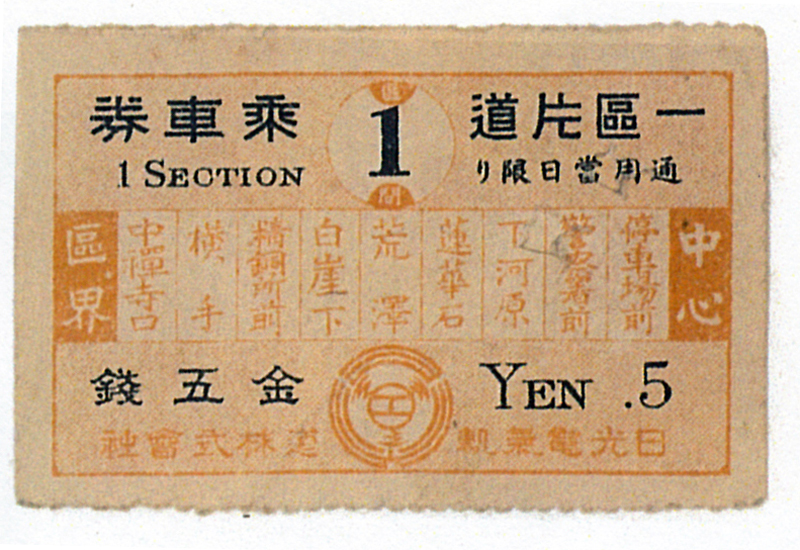 一區片道
1
乘車券
通用當日限り
1 SECTION
間
中心
停車場前
警察署前
下河原
蓮華石
荒澤
白崖下
精銅所前
横手
中禪寺口
區界
金五錢
YEN .5
日光電氣軌道株式會社